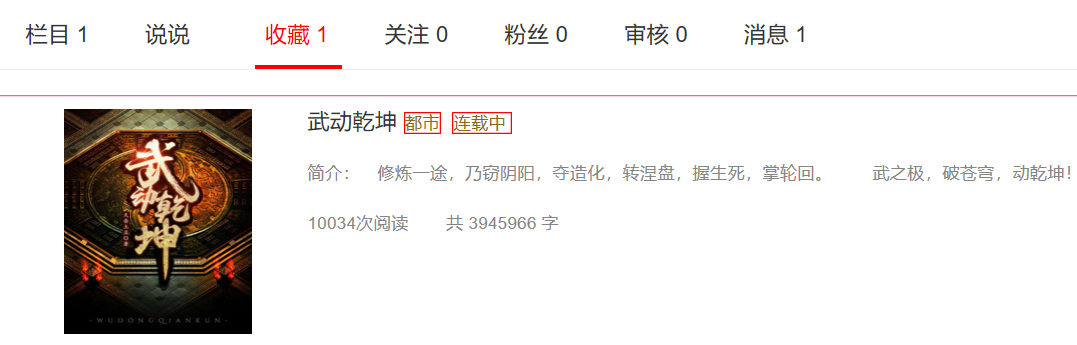 栏目 1 说说 收藏 1 关注 0 粉丝 0 审核 0 消息 1
武动乾坤 都市 连载中
简介： 修炼一途，乃窃阴阳，夺造化，转涅盘，握生死，掌轮回。 武之极，破苍穹，动乾坤！
10034次阅读 共 3945966 字
武动乾坤
-WUDONGQIANKUN-